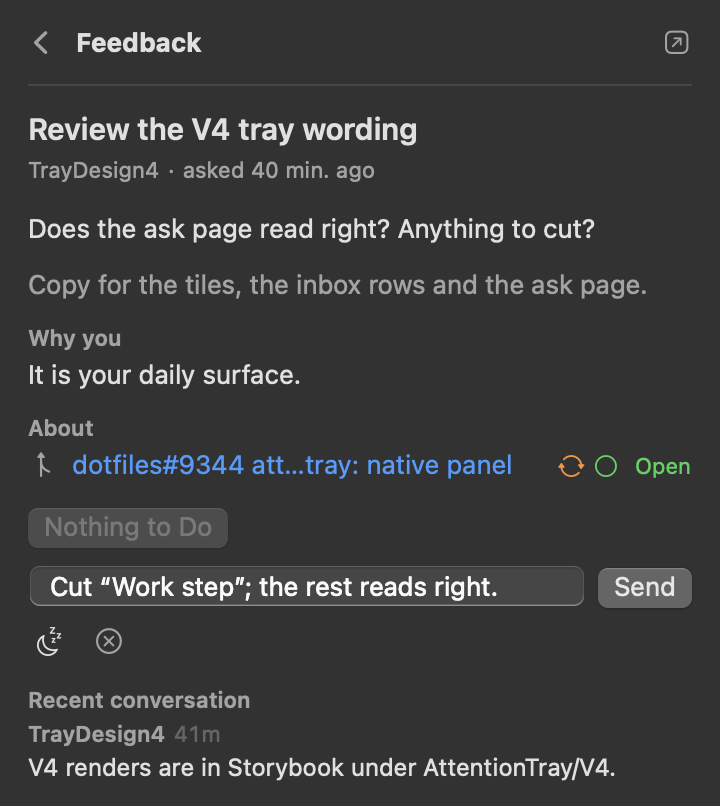 Feedback
Review the V4 tray wording
TrayDesign4 · asked 40 min. ago
Does the ask page read right? Anything to cut?
Copy for the tiles, the inbox rows and the ask page.
Why you
It is your daily surface.
About
dotfiles#9344 att...tray: native panel Open
Nothing to Do
Cut “Work step”; the rest reads right. Send
Recent conversation
TrayDesign4 41m
V4 renders are in Storybook under AttentionTray/V4.